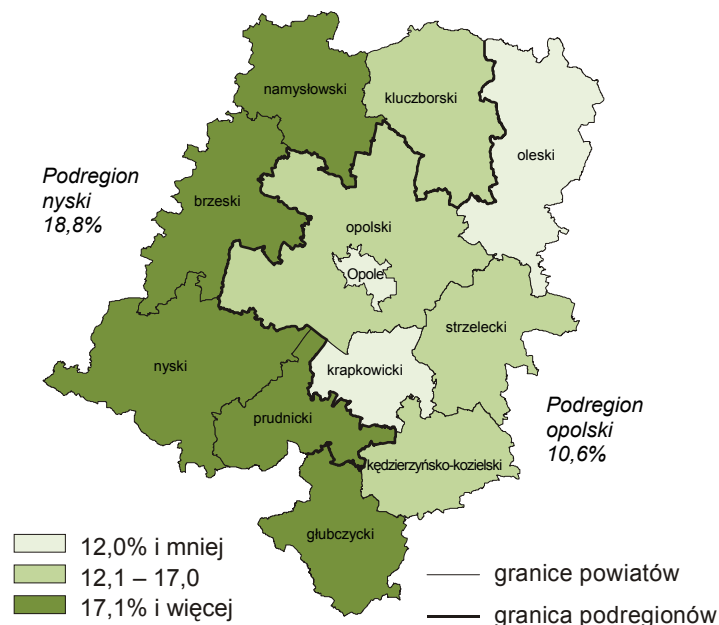 namysłowski
kluczborski
oleski
Podregion
nyski
18,8%
brzeski
opolski
Opole
strzelecki
nyski
krapkowicki
prudnicki
Podregion
opolski
10,6%
kędzierzyńsko-kozielski
głubczycki
12,0% i mniej
12,1 – 17,0
17,1% i więcej
granice powiatów
granica podregionów